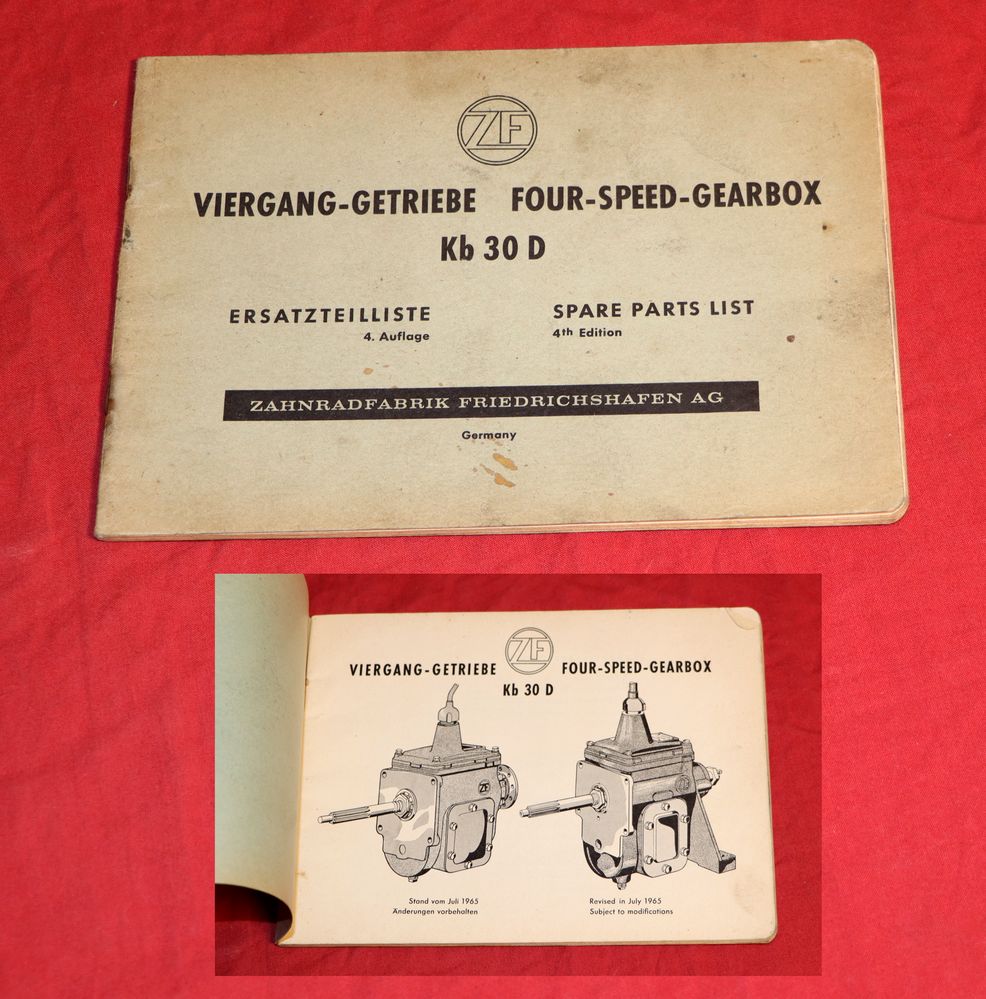 ZF
VIERGANG-GETRIEBE FOUR-SPEED-GEARBOX
Kb 30 D
ERSATZTEILLISTE SPARE PARTS LIST
4. Auflage 4th Edition
ZAHNRADFABRIK FRIEDRICHSHAFEN AG
Germany
ZF
VIERGANG-GETRIEBE FOUR-SPEED-GEARBOX
Kb 30 D
ZF
ZF
Stand vom Juli 1965 Revised in July 1965
Änderungen vorbehalten Subject to modifications